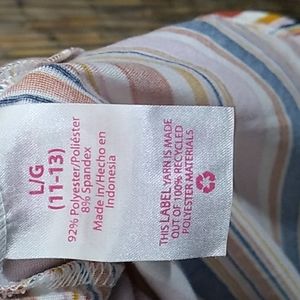 L/G
(11-13)
92% Polyester/Poliéster
8% Spandex
Made in/Hecho en
Indonesia
THIS LABEL YARN IS MADE
OUT OF 100% RECYCLED
POLYESTER MATERIALS